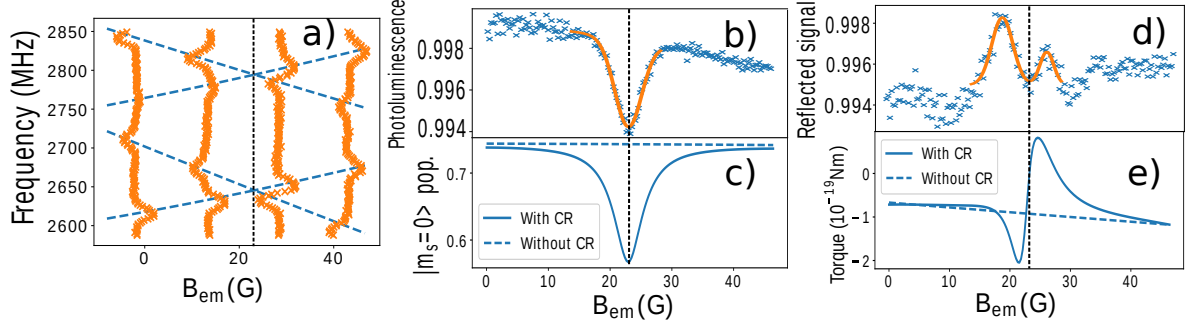 a)
Frequency (MHz)
2850
2800
2750
2700
2650
2600
0
20
40
B_em (G)
b)
Photoluminescence
0.998
0.996
0.994
c)
|m_s=0> pop.
0.7
0.6
With CR
Without CR
0
10
20
30
40
B_em (G)
d)
Reflected signal
0.998
0.996
0.994
e)
Torque (10^-19 Nm)
0
−1
−2
With CR
Without CR
0
10
20
30
40
B_em (G)